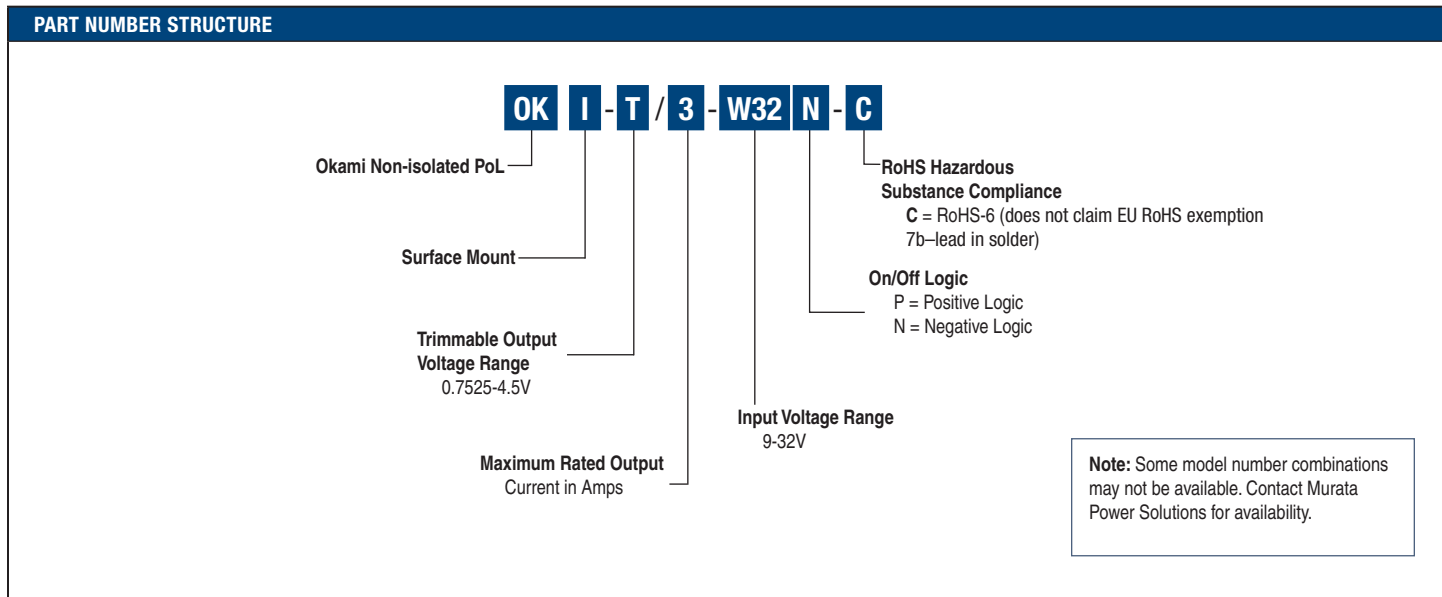 PART NUMBER STRUCTURE
OK I - T / 3 - W32 N - C
Okami Non-isolated PoL
Surface Mount
Trimmable Output
Voltage Range
0.7525-4.5V
Maximum Rated Output
Current in Amps
Input Voltage Range
9-32V
On/Off Logic
P = Positive Logic
N = Negative Logic
RoHS Hazardous
Substance Compliance
C = RoHS-6 (does not claim EU RoHS exemption
7b–lead in solder)
Note: Some model number combinations
may not be available. Contact Murata
Power Solutions for availability.